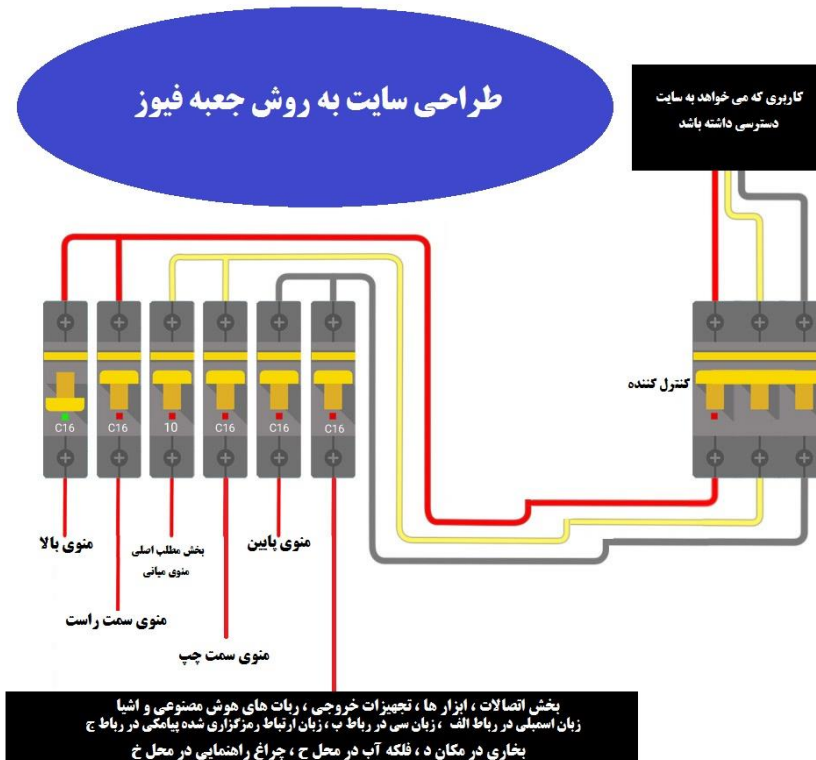 طراحی سایت به روش جعبه فیوز
کاربری که می خواهد به سایت
دسترسی داشته باشد
کنترل کننده
C16
C16
10
C16
C16
C16
منوی بالا
بخش مطلب اصلی
منوی میانی
منوی پایین
منوی سمت راست
منوی سمت چپ
بخش اتصالات ، ابزار ها ، تجهیزات خروجی ، ربات های هوش مصنوعی و اشیا
زبان اسمبلی در رباط الف ، زبان سی در رباط ب ، زبان ارتباط رمزگزاری شده پیامکی در رباط ج
بخاری در مکان د ، فلکه آب در محل ح ، چراغ راهنمایی در محل خ